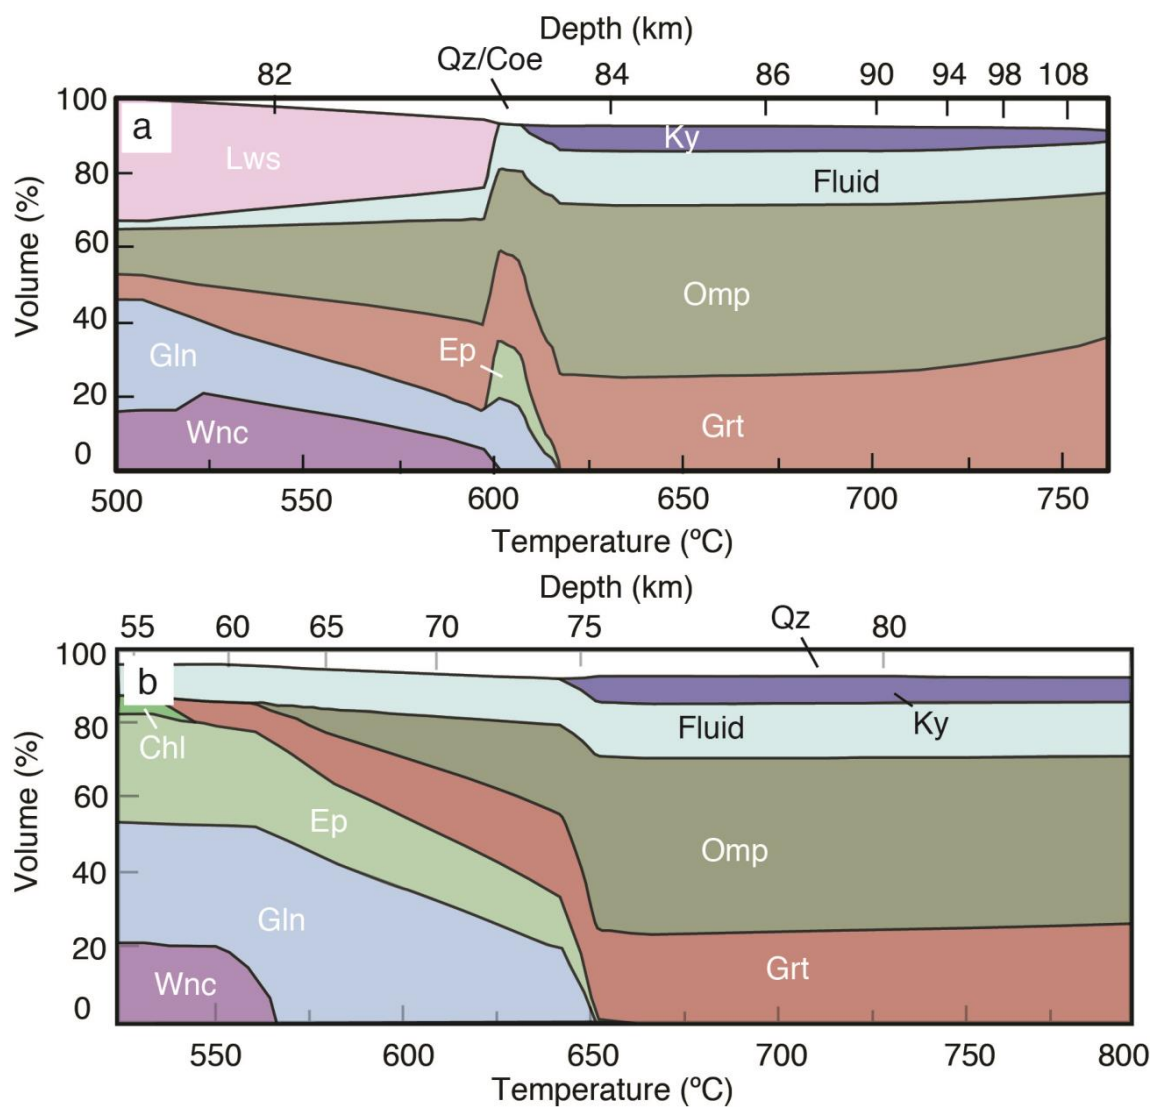 Depth (km)
Qz/Coe
82 84 86 90 94 98 108
100
a
Ky
Lws
80
Fluid
Volume (%)
60
Omp
40
Gln
Ep
20
Wnc
Grt
0
500 550 600 650 700 750
Temperature (ºC)
Depth (km)
55 60 65 70 75 Qz 80
100
b
Fluid
Ky
Chl
80
Volume (%)
60
Ep
Omp
40
Gln
20
Wnc
Grt
0
550 600 650 700 750 800
Temperature (ºC)